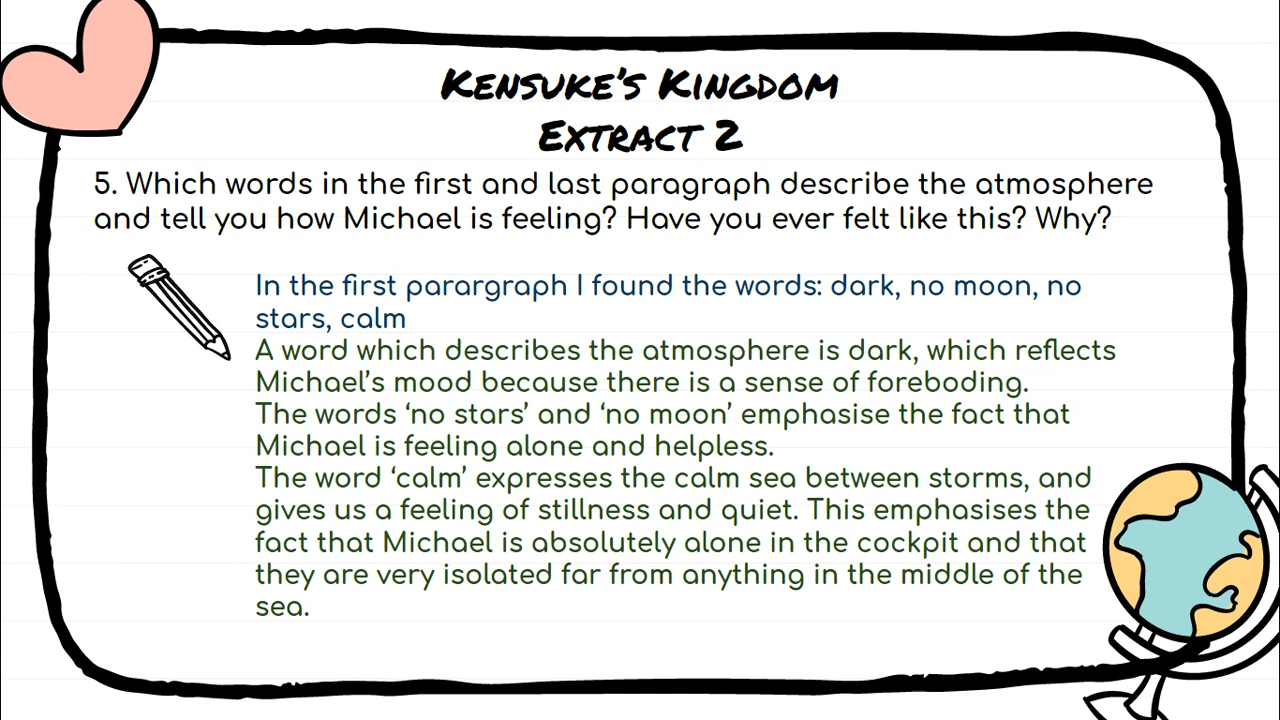 Kensuke's Kingdom
Extract 2
5. Which words in the first and last paragraph describe the atmosphere
and tell you how Michael is feeling? Have you ever felt like this? Why?
In the first parargraph I found the words: dark, no moon, no
stars, calm
A word which describes the atmosphere is dark, which reflects
Michael's mood because there is a sense of foreboding.
The words 'no stars' and 'no moon' emphasise the fact that
Michael is feeling alone and helpless.
The word 'calm' expresses the calm sea between storms, and
gives us a feeling of stillness and quiet. This emphasises the
fact that Michael is absolutely alone in the cockpit and that
they are very isolated far from anything in the middle of the
sea.